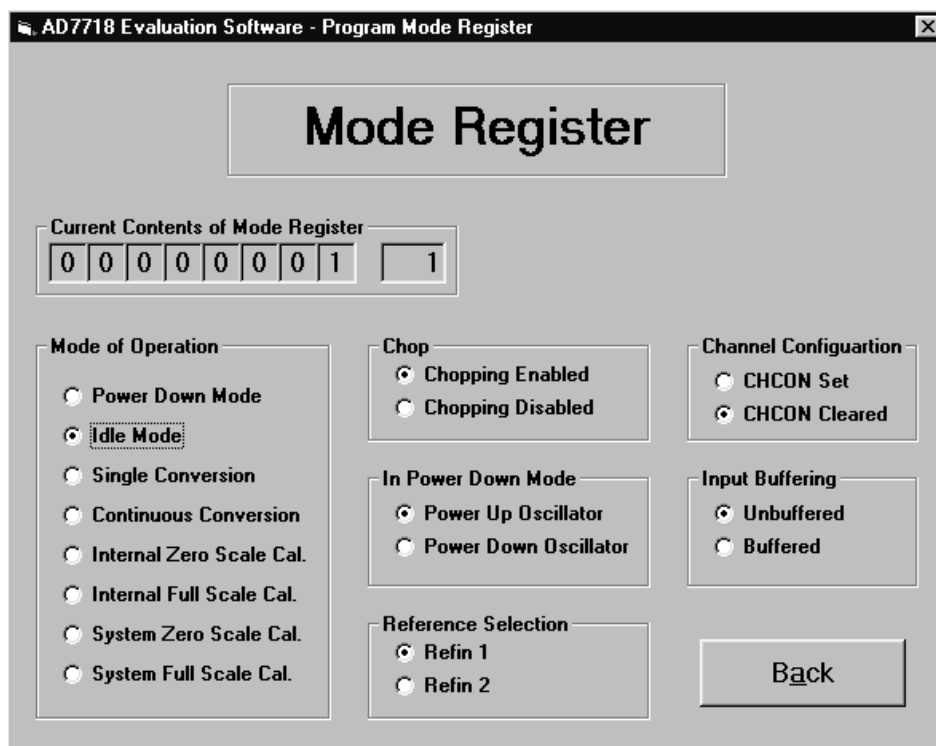 AD7718 Evaluation Software - Program Mode Register
Mode Register
Current Contents of Mode Register
0 0 0 0 0 0 0 1 1
Mode of Operation
Power Down Mode
Idle Mode
Single Conversion
Continuous Conversion
Internal Zero Scale Cal.
Internal Full Scale Cal.
System Zero Scale Cal.
System Full Scale Cal.
Chop
Chopping Enabled
Chopping Disabled
In Power Down Mode
Power Up Oscillator
Power Down Oscillator
Reference Selection
Refin 1
Refin 2
Channel Configuartion
CHCON Set
CHCON Cleared
Input Buffering
Unbuffered
Buffered
Back